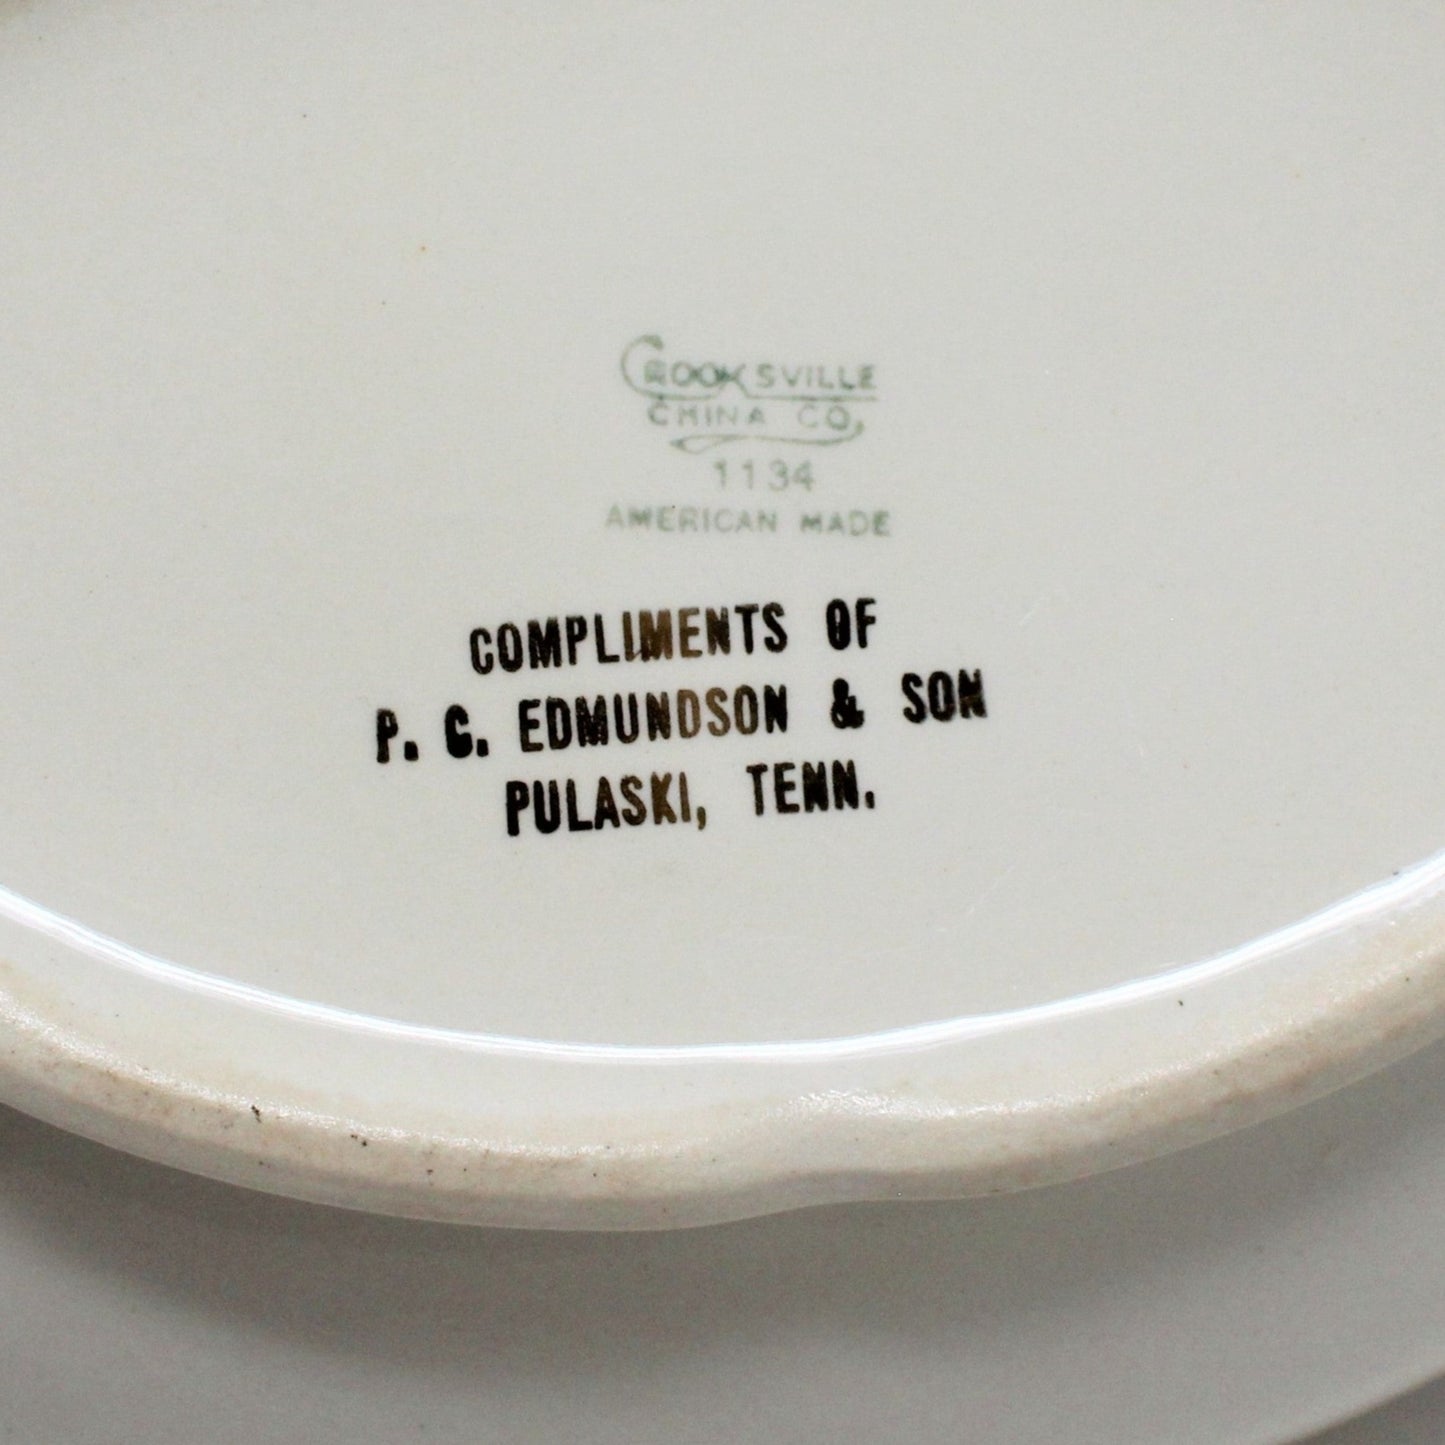 CROOKSVILLE
CHINA CO,
1134
AMERICAN MADE
COMPLIMENTS OF
P. C. EDMUNDSON & SON
PULASKI, TENN.